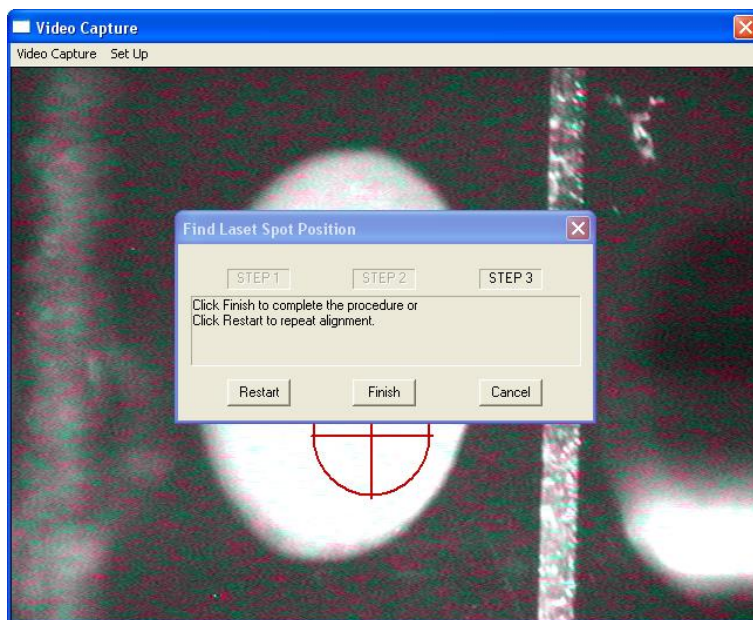 Video Capture
Video Capture Set Up
Find Laset Spot Position
STEP 1 STEP 2 STEP 3
Click Finish to complete the procedure or
Click Restart to repeat alignment.
Restart Finish Cancel